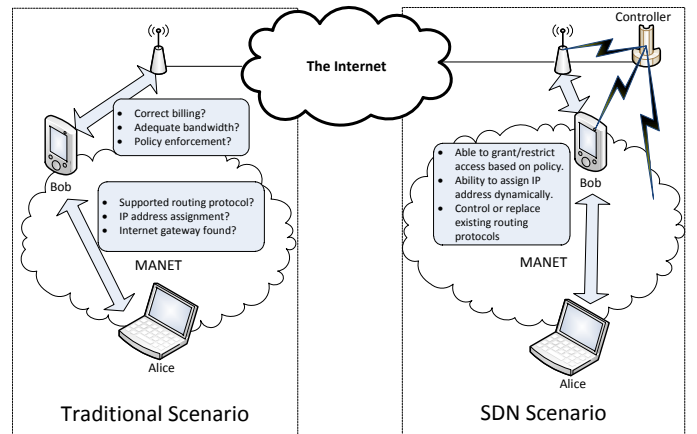 The Internet
• Correct billing?
• Adequate bandwidth?
• Policy enforcement?
Bob
• Supported routing protocol?
• IP address assignment?
• Internet gateway found?
MANET
Alice
Traditional Scenario
Controller
• Able to grant/restrict
access based on policy.
• Ability to assign IP
address dynamically.
• Control or replace
existing routing
protocols
Bob
MANET
Alice
SDN Scenario